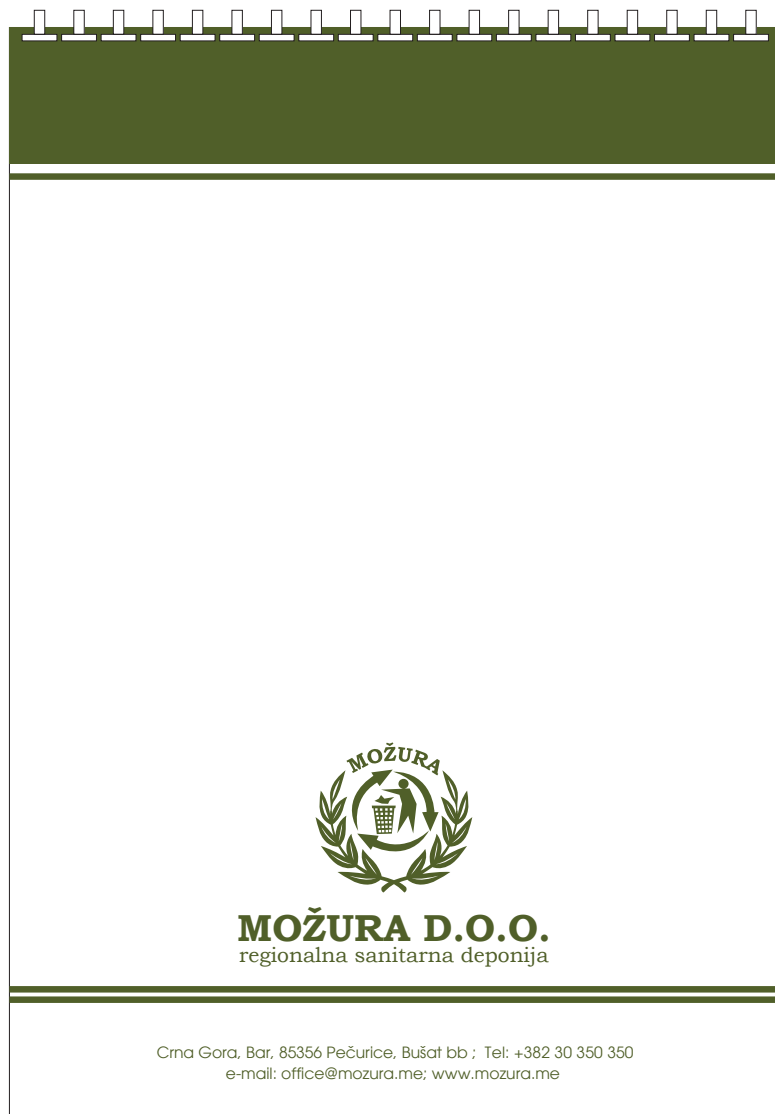 MOŽURA
MOŽURA D.O.O.
regionalna sanitarna deponija
Crna Gora, Bar, 85356 Pečurice, Bušat bb ; Tel: +382 30 350 350
e-mail: office@mozura.me; www.mozura.me